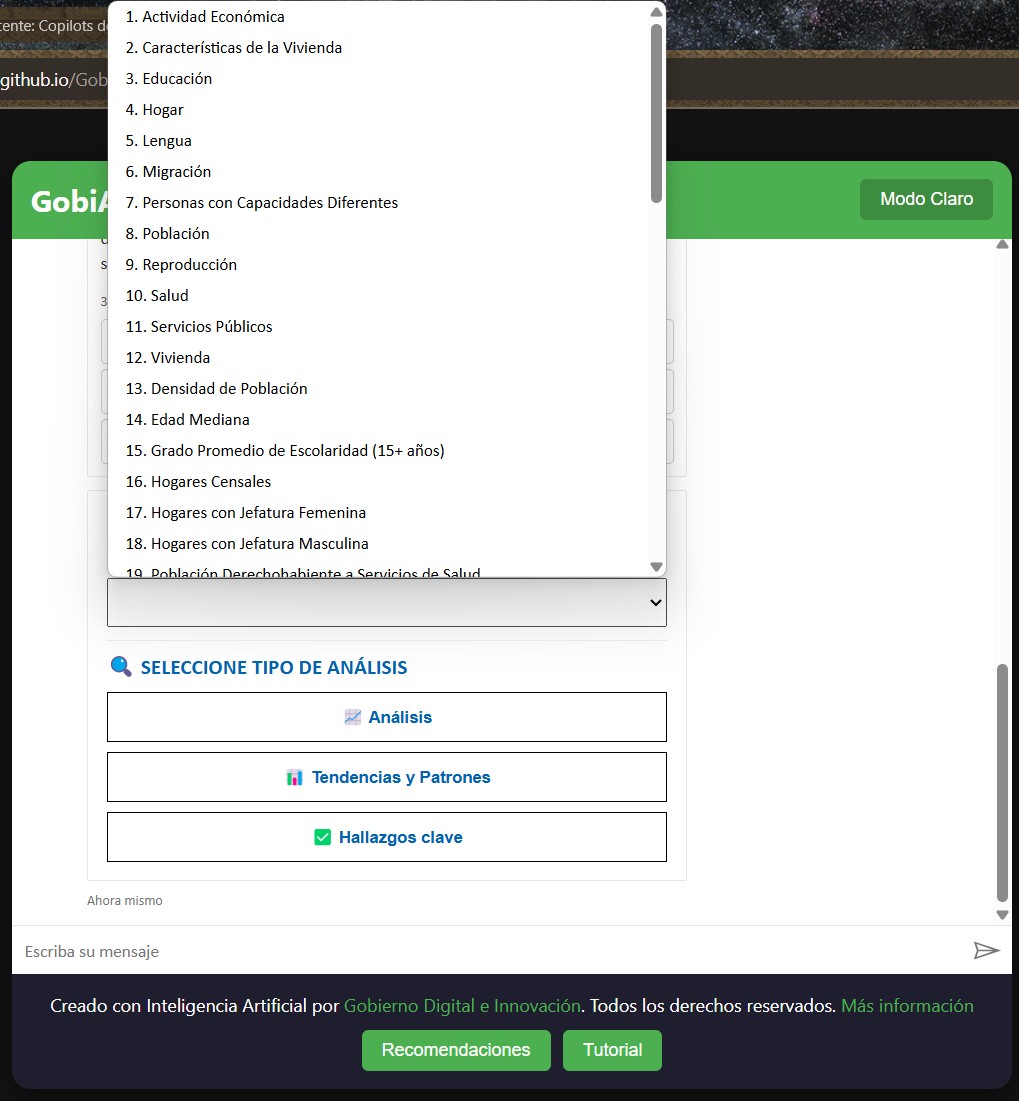 github.io/Gob
1. Actividad Económica
2. Características de la Vivienda
3. Educación
4. Hogar
5. Lengua
6. Migración
7. Personas con Capacidades Diferentes
8. Población
9. Reproducción
10. Salud
11. Servicios Públicos
12. Vivienda
13. Densidad de Población
14. Edad Mediana
15. Grado Promedio de Escolaridad (15+ años)
16. Hogares Censales
17. Hogares con Jefatura Femenina
18. Hogares con Jefatura Masculina
19. Población Derechohabiente a Servicios de Salud
Modo Claro
SELECCIONE TIPO DE ANÁLISIS
Análisis
Tendencias y Patrones
Hallazgos clave
Ahora mismo
Escriba su mensaje
Creado con Inteligencia Artificial por Gobierno Digital e Innovación. Todos los derechos reservados. Más información
Recomendaciones
Tutorial